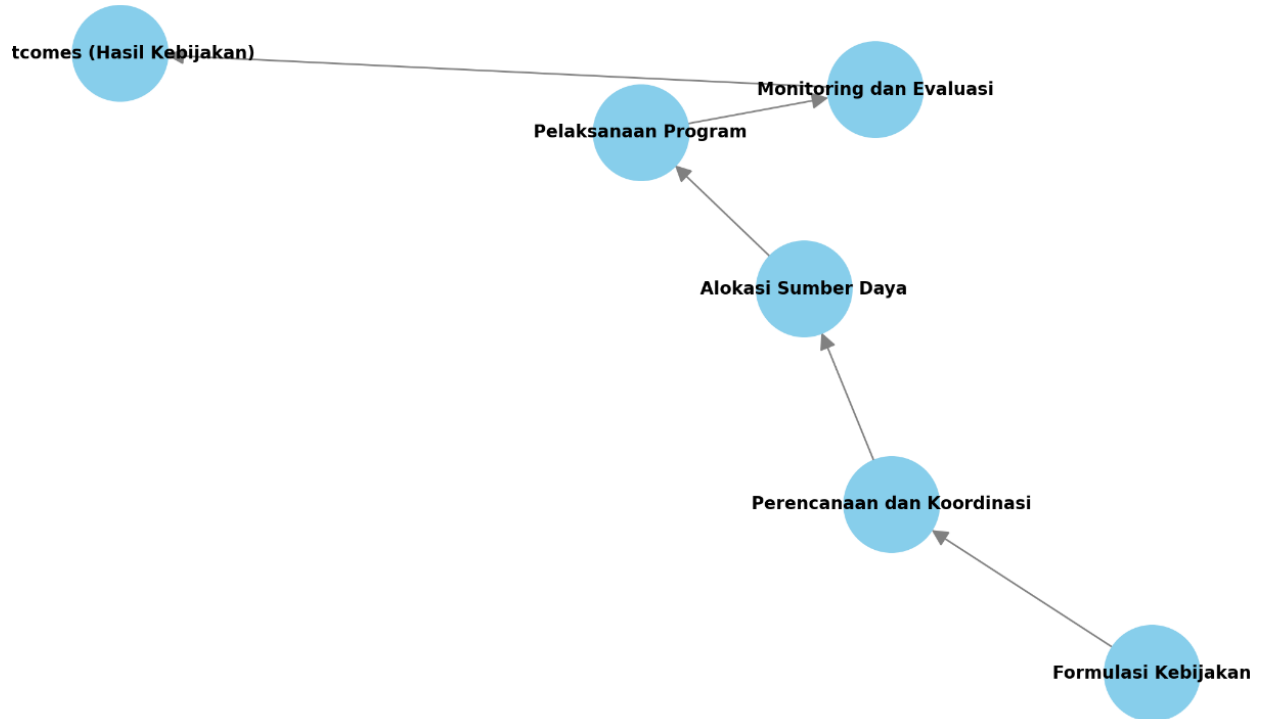 tcomes (Hasil Kebijakan)
Monitoring dan Evaluasi
Pelaksanaan Program
Alokasi Sumber Daya
Perencanaan dan Koordinasi
Formulasi Kebijakan